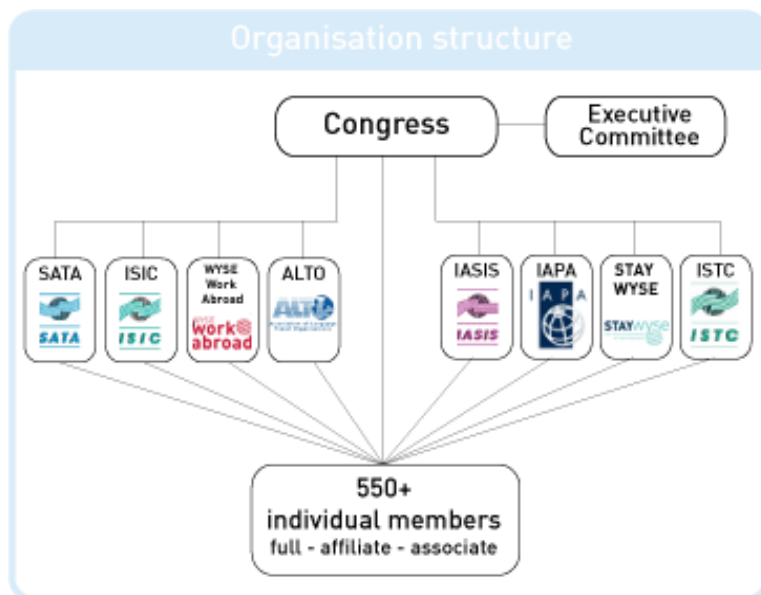 Organisation structure
Congress
Executive
Committee
SATA
ISIC
WYSE
Work
Abroad
ALTO
IASIS
IAPA
STAY
WYSE
ISTC
SATA
ISIC
WYSE
work
abroad
ALTO
IASIS
I A P A
STAYwyse
ISTC
550+
individual members
full - affiliate - associate